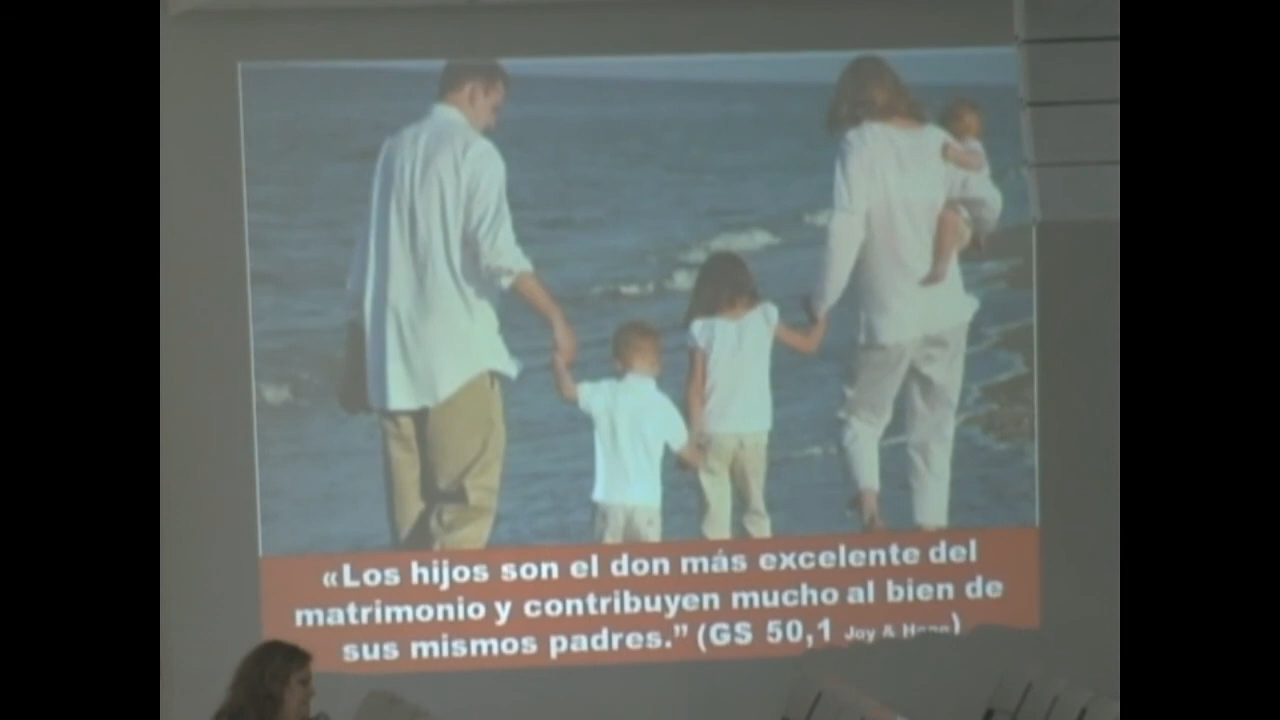 «Los hijos son el don más excelente del
matrimonio y contribuyen mucho al bien de
sus mismos padres.” (GS 50,1 Joy &